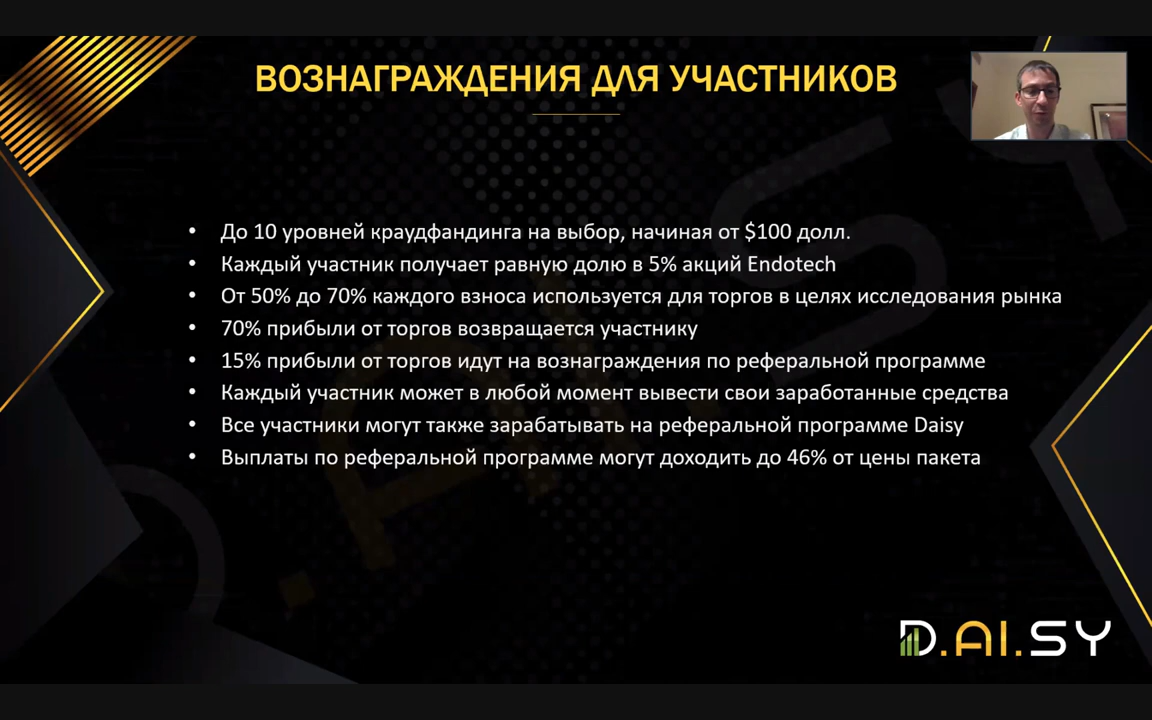 ВОЗНАГРАЖДЕНИЯ ДЛЯ УЧАСТНИКОВ
• До 10 уровней краудфандинга на выбор, начиная от $100 долл.
• Каждый участник получает равную долю в 5% акций Endotech
• От 50% до 70% каждого взноса используется для торгов в целях исследования рынка
• 70% прибыли от торгов возвращается участнику
• 15% прибыли от торгов идут на вознаграждения по реферальной программе
• Каждый участник может в любой момент вывести свои заработанные средства
• Все участники могут также зарабатывать на реферальной программе Daisy
• Выплаты по реферальной программе могут доходить до 46% от цены пакета
D.AI.SY